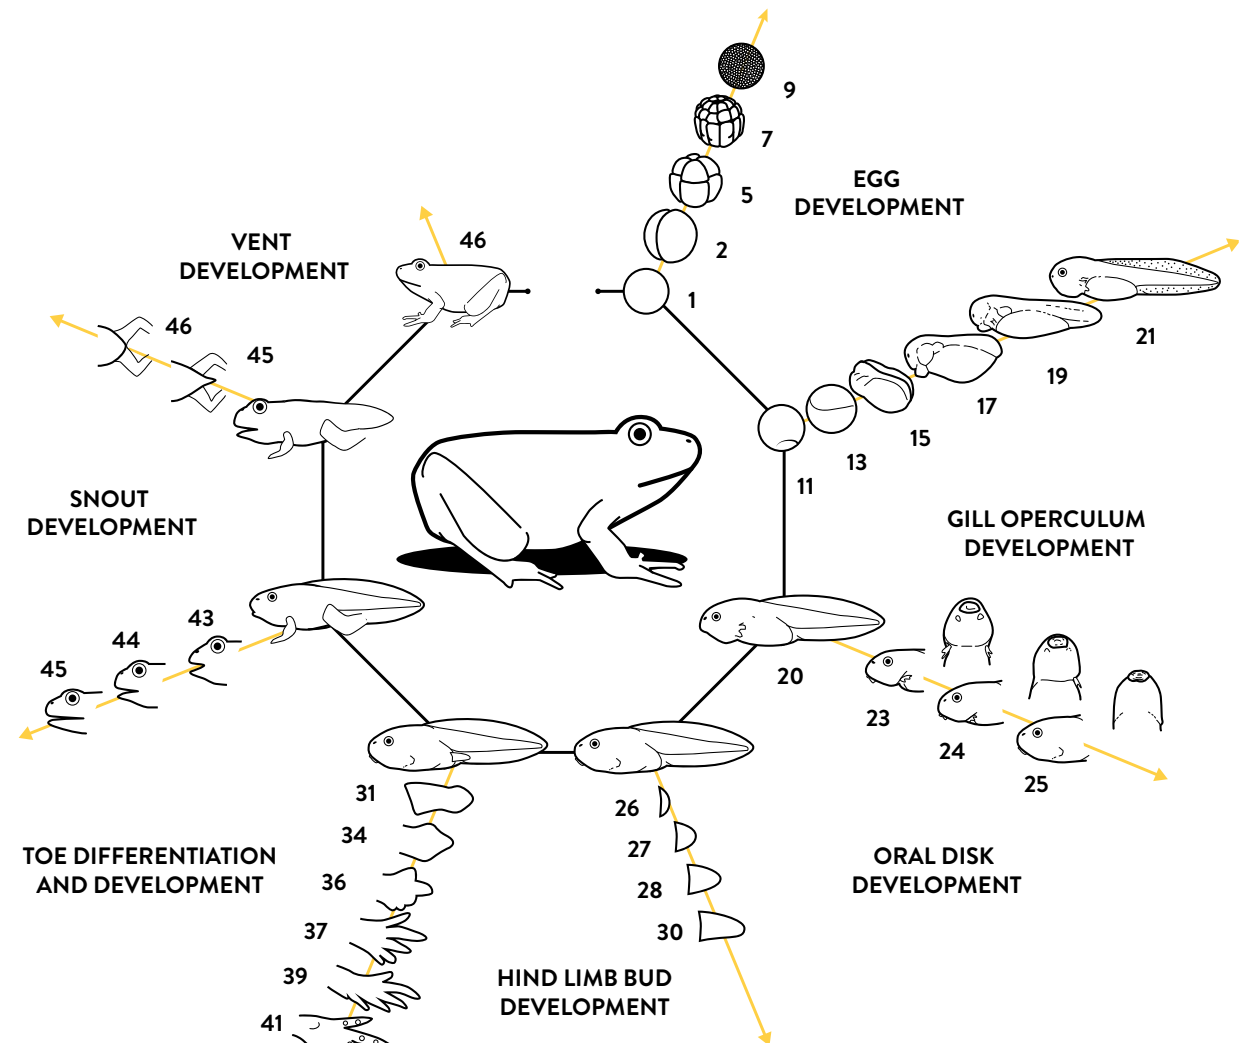 9
7
EGG
DEVELOPMENT
5
46
VENT
DEVELOPMENT
2
1
46
45
21
19
17
15
13
11
SNOUT
DEVELOPMENT
GILL OPERCULUM
DEVELOPMENT
43
44
45
20
23
24
25
31
26
34
27
TOE DIFFERENTIATION
AND DEVELOPMENT
ORAL DISK
DEVELOPMENT
36
28
37
30
39
HIND LIMB BUD
DEVELOPMENT
41